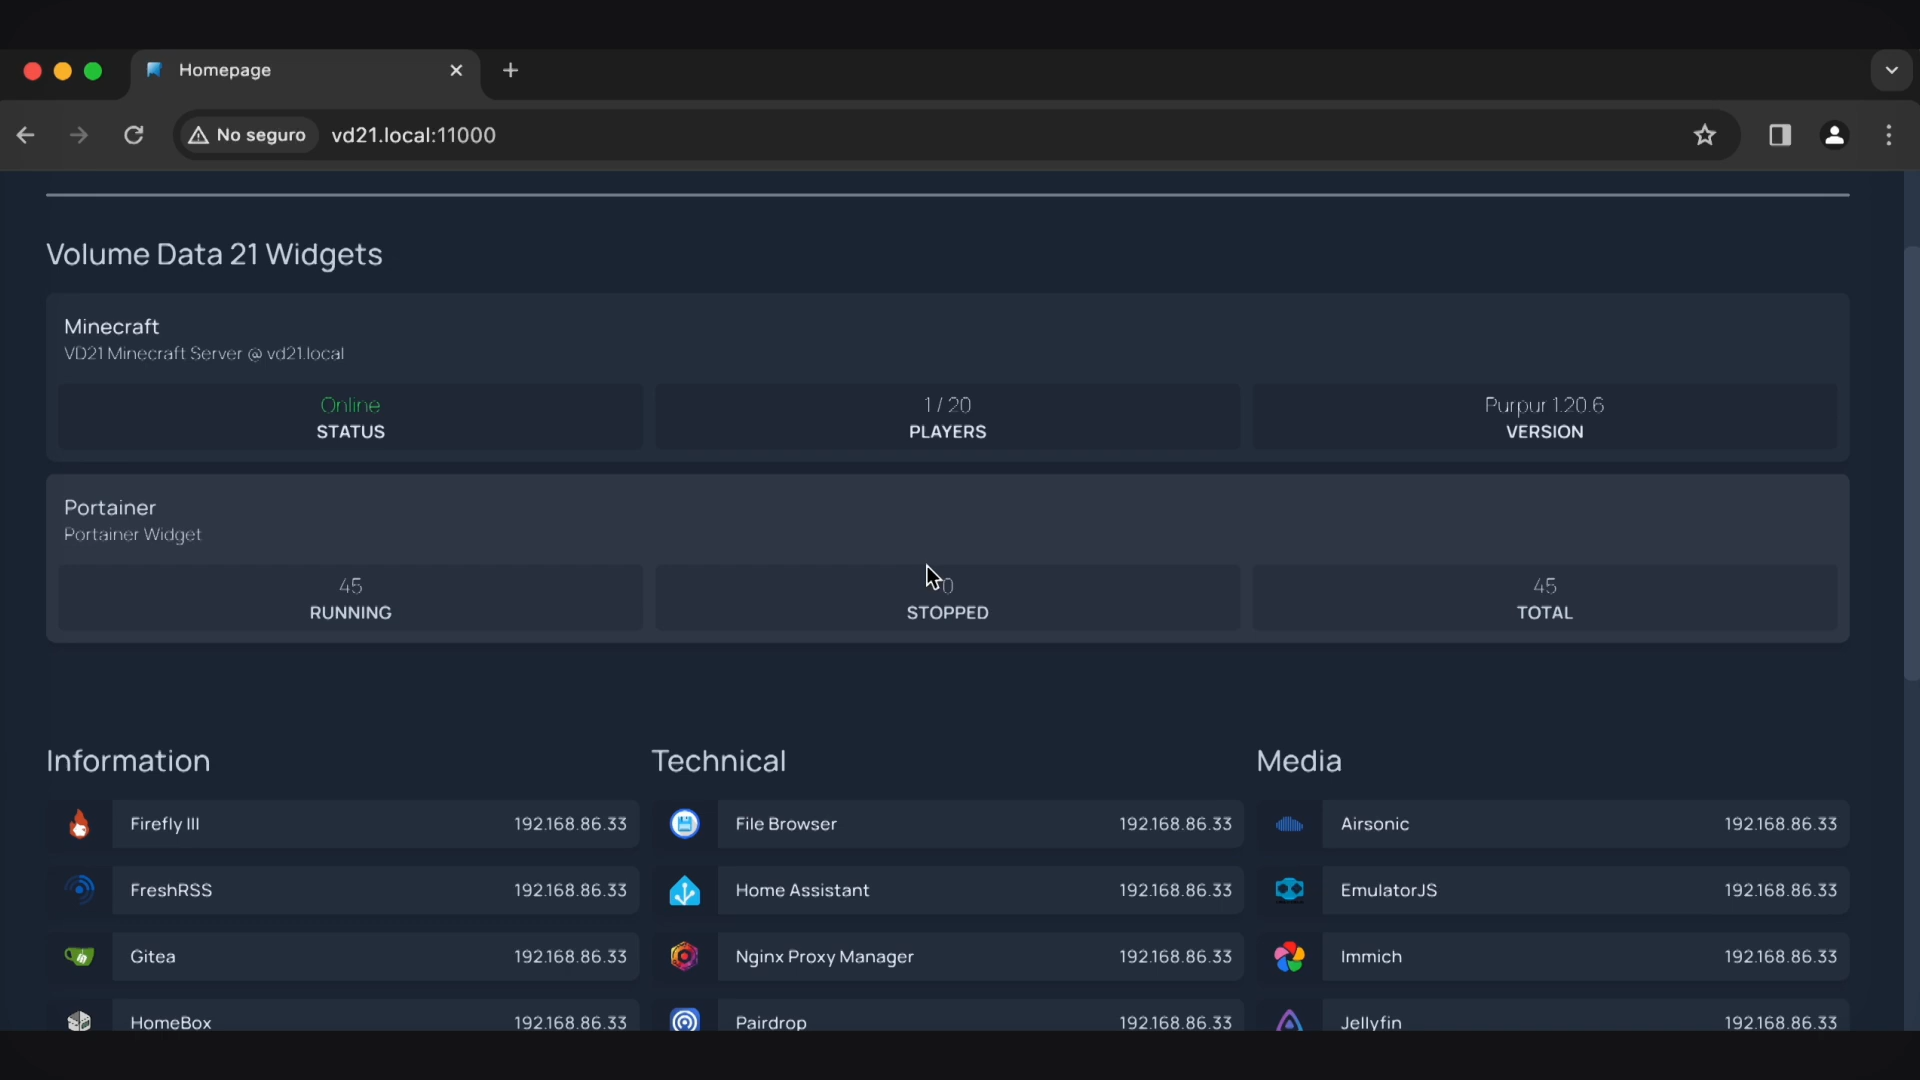 Homepage
No seguro
vd21.local:11000
Volume Data 21 Widgets
Minecraft
VD21 Minecraft Server @ vd21.local
Online
STATUS
1 / 20
PLAYERS
Purpur 1.20.6
VERSION
Portainer
Portainer Widget
45
RUNNING
0
STOPPED
45
TOTAL
Information
Firefly III 192.168.86.33
FreshRSS 192.168.86.33
Gitea 192.168.86.33
HomeBox 192.168.86.33
Technical
File Browser 192.168.86.33
Home Assistant 192.168.86.33
Nginx Proxy Manager 192.168.86.33
Pairdrop 192.168.86.33
Media
Airsonic 192.168.86.33
EmulatorJS 192.168.86.33
Immich 192.168.86.33
Jellyfin 192.168.86.33